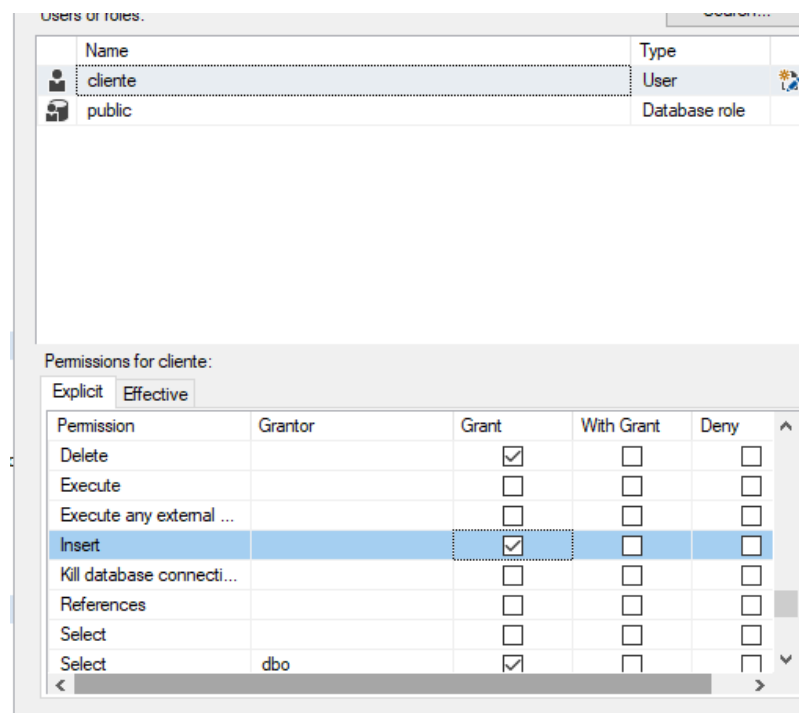 Users or roles:
Search...
Name Type
cliente User
public Database role
Permissions for cliente:
Explicit Effective
Permission Grantor Grant With Grant Deny
Delete
Execute
Execute any external ...
Insert
Kill database connecti...
References
Select
Select dbo